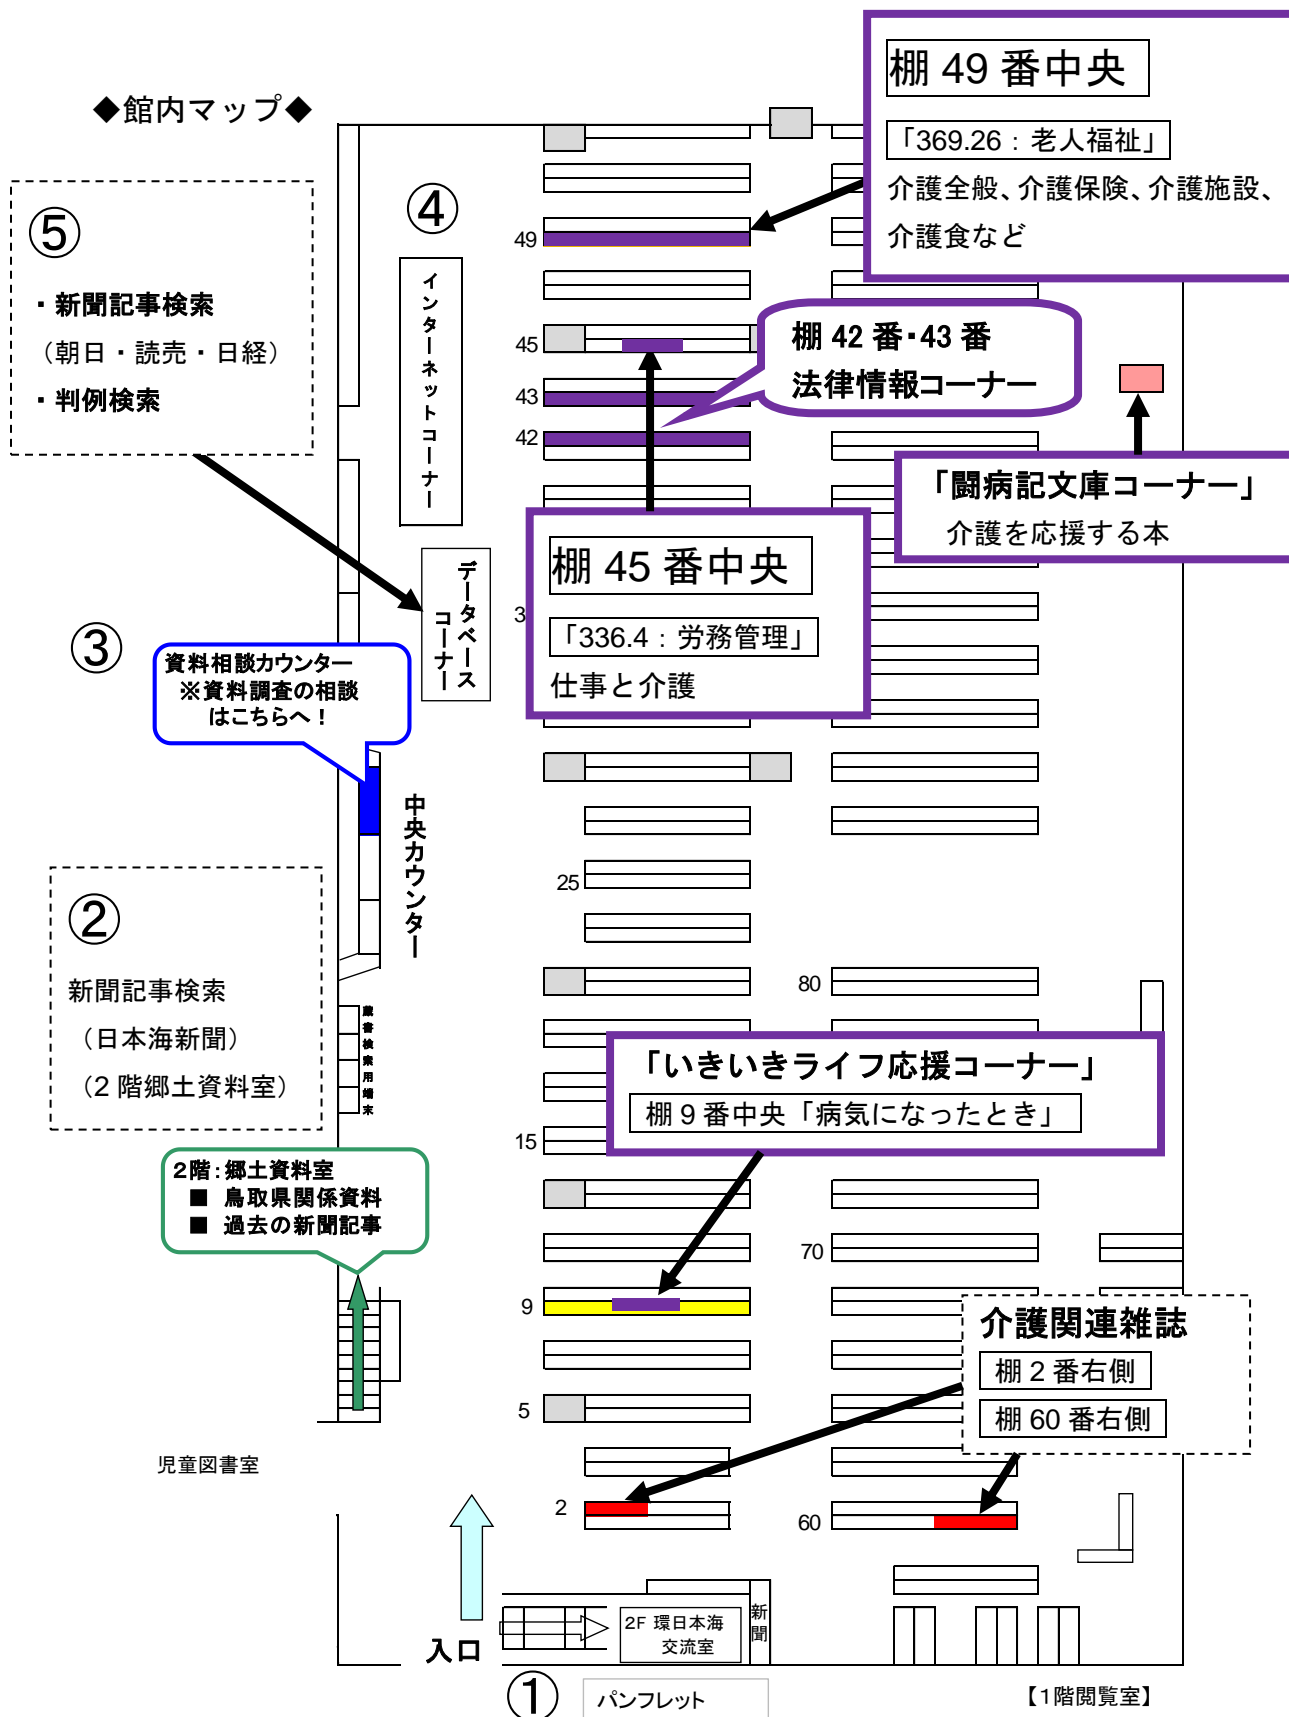 ◆館内マップ◆
棚 49 番中央
「369.26：老人福祉」
介護全般、介護保険、介護施設、
介護食など
⑤
・新聞記事検索
（朝日・読売・日経）
・判例検索
④
インターネットコーナー
49
45
43
42
棚 42 番・43 番
法律情報コーナー
「闘病記文庫コーナー」
介護を応援する本
棚 45 番中央
「336.4：労務管理」
仕事と介護
データベース
コーナー
3
③
資料相談カウンター
※資料調査の相談
はこちらへ！
中央カウンター
25
②
新聞記事検索
（日本海新聞）
（2 階郷土資料室）
蔵書検索用端末
80
「いきいきライフ応援コーナー」
棚 9 番中央「病気になったとき」
15
2階：郷土資料室
■ 鳥取県関係資料
■ 過去の新聞記事
70
9
介護関連雑誌
棚 2 番右側
棚 60 番右側
5
児童図書室
2
60
入口
2F 環日本海
交流室
新聞
①
パンフレット
【1階閲覧室】